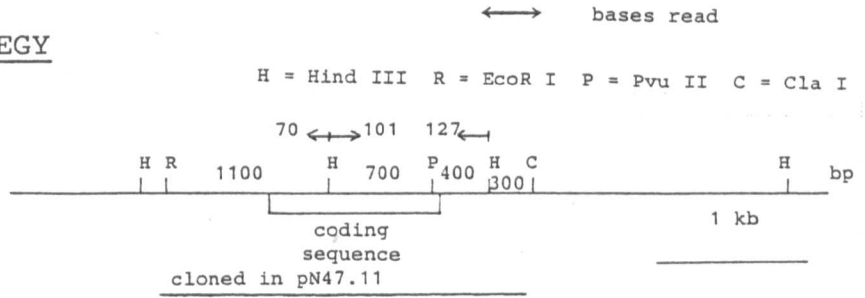 bases read
EGY
H = Hind III R = EcoR I P = Pvu II C = Cla I
70 101 127
H R 1100 H 700 P 400 H 300 C H bp
1 kb
coding
sequence
cloned in pN47.11